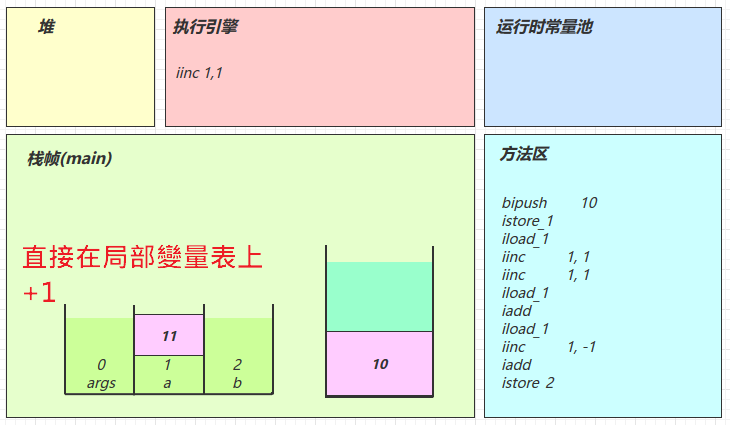 堆
执行引擎
iinc 1,1
运行时常量池
栈帧(main)
直接在局部變量表上
+1
11
0
1
2
args
a
b
10
方法区
bipush 10
istore_1
iload_1
iinc 1, 1
iinc 1, 1
iload_1
iadd
iload_1
iinc 1, -1
iadd
istore 2